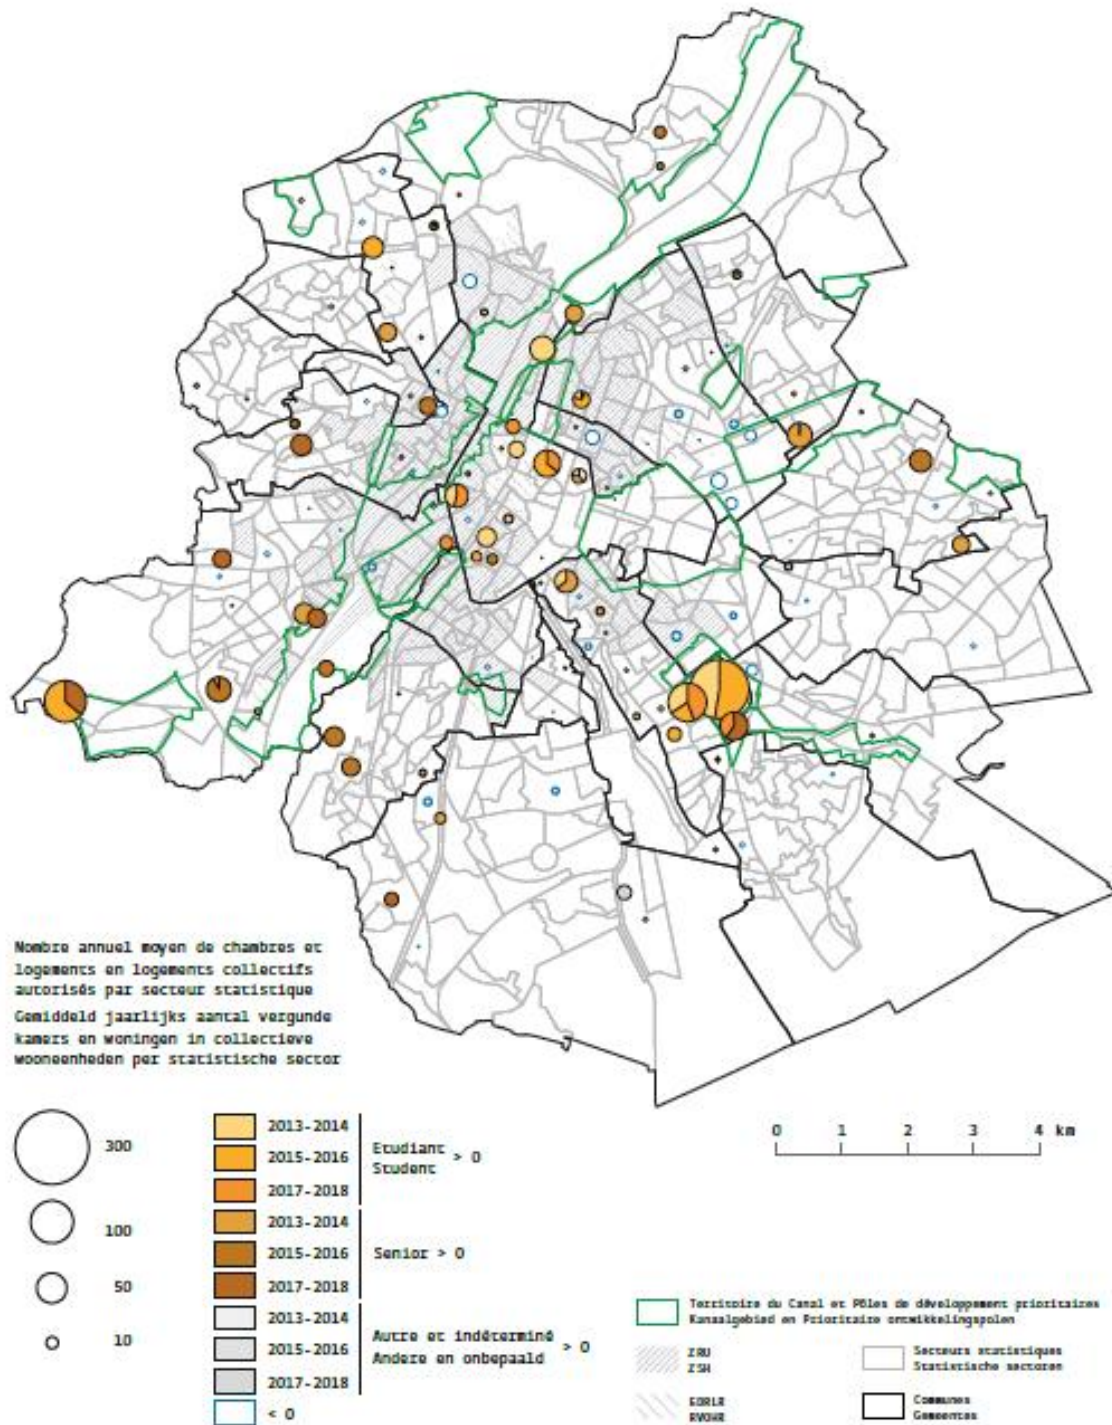 Nombre annuel moyen de chambres et
logements en logements collectifs
autorisés par secteur statistique
Gemiddeld jaarlijks aantal vergunde
kamers en woningen in collectieve
wooneenheden per statistische sector
300
100
50
10
2013-2014
2015-2016
2017-2018
Etudiant > 0
Student
2013-2014
2015-2016
2017-2018
Senior > 0
2013-2014
2015-2016
2017-2018
Autre et indéterminé > 0
Andere en onbepaald
< 0
0 1 2 3 4 km
Territoire du Canal et Pôles de développement prioritaires
Kanaalgebied en Prioritaire ontwikkelingspolen
ZRU
ZSH
EDRLR
RVOHR
Secteurs statistiques
Statistische sectoren
Communes
Gemeentes